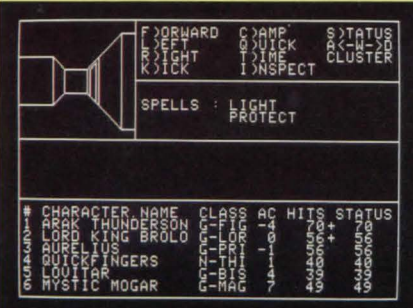 F)ORWARD C)AMP S)TATUS
L)EFT Q)UICK A<-W->D
R)IGHT T)IME CLUSTER
K)ICK I)NSPECT
SPELLS : LIGHT
PROTECT
# CHARACTER NAME CLASS AC HITS STATUS
1 ARAK THUNDERSON G-FIG -4 70+ 70
2 LORD KING BROLO G-LOR 0 56+ 56
3 AURELIUS G-PRI -1 56 56
4 QUICKFINGERS N-THI 1 40 40
5 LOVITAR G-BIS 4 39 39
6 MYSTIC MOGAR G-MAG 7 49 49